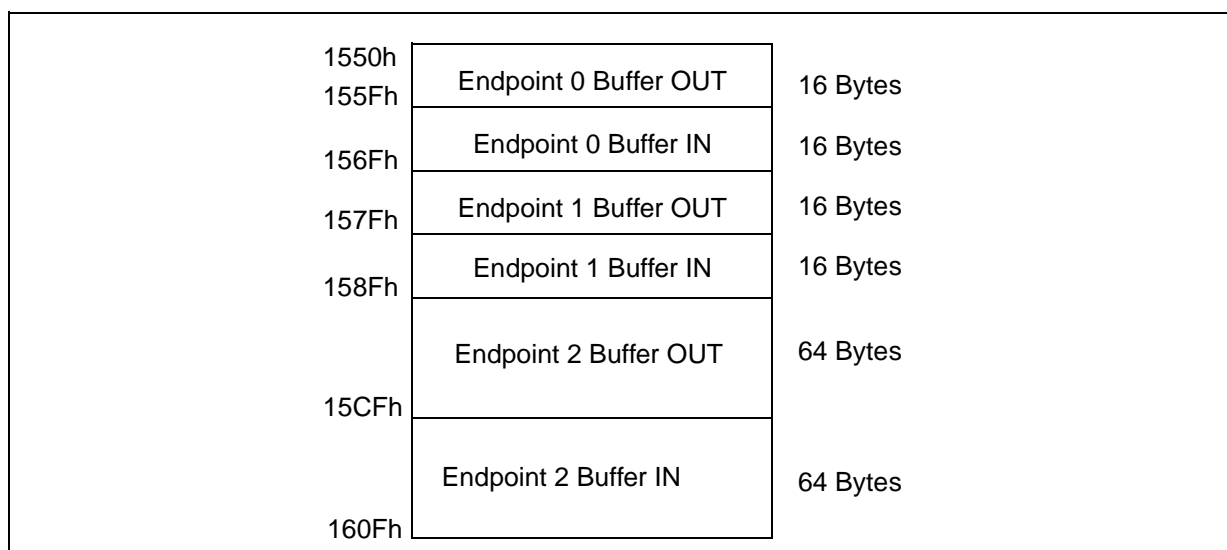 1550h
Endpoint 0 Buffer OUT
16 Bytes
155Fh
Endpoint 0 Buffer IN
16 Bytes
156Fh
Endpoint 1 Buffer OUT
16 Bytes
157Fh
Endpoint 1 Buffer IN
16 Bytes
158Fh
Endpoint 2 Buffer OUT
64 Bytes
15CFh
Endpoint 2 Buffer IN
64 Bytes
160Fh